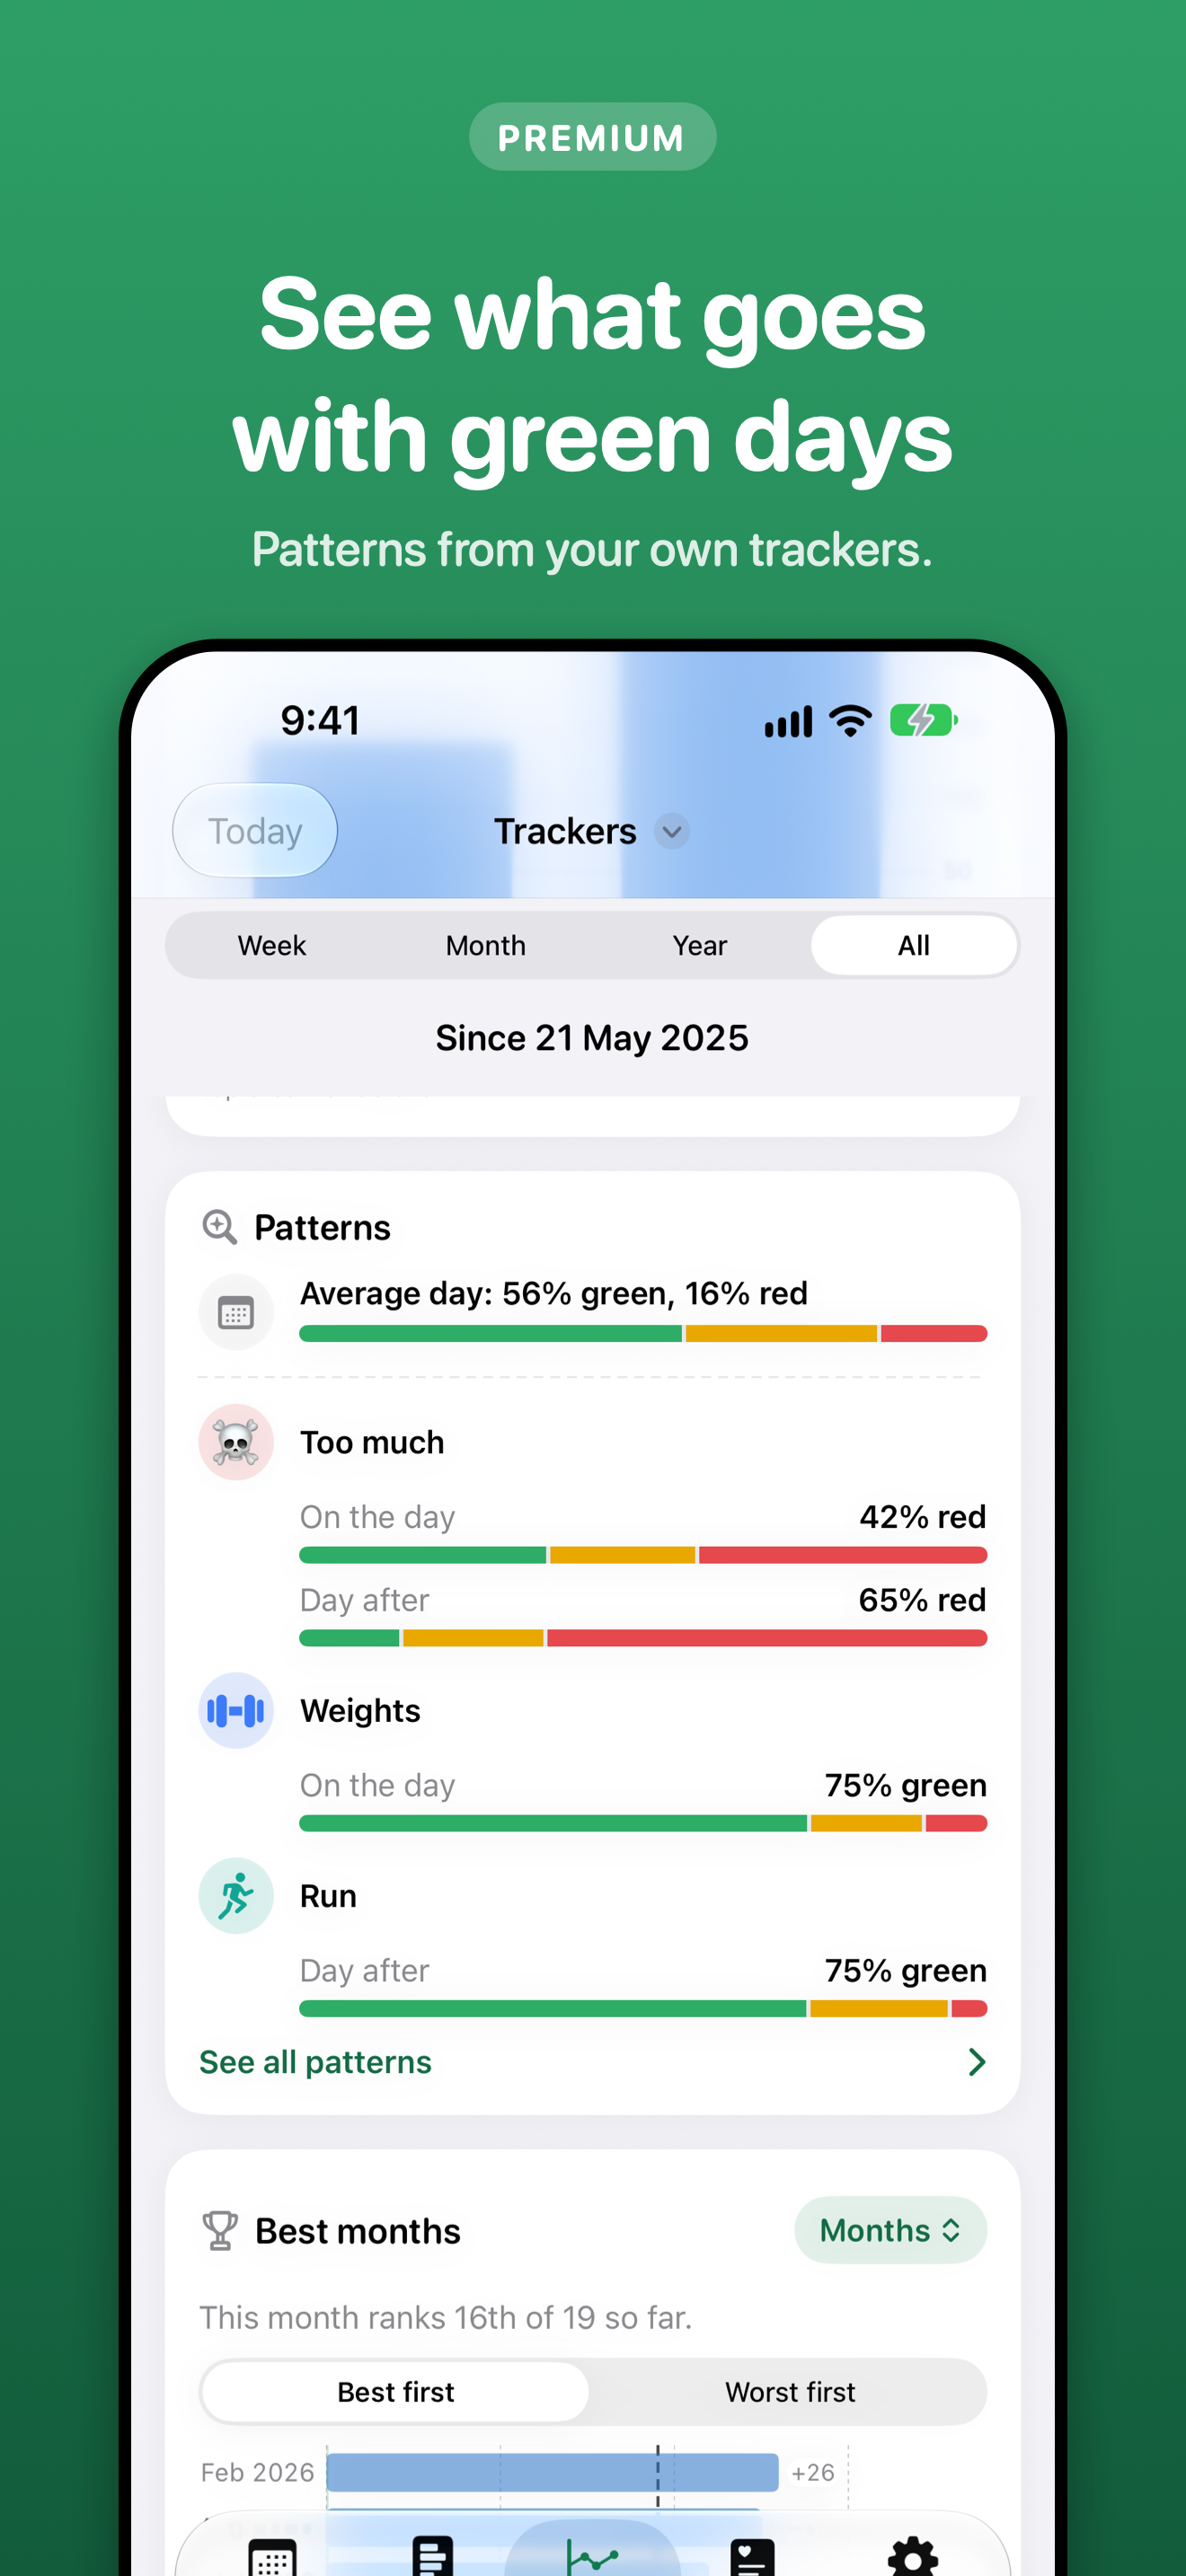 PREMIUM
See what goes
with green days
Patterns from your own trackers.
9:41
Today
Trackers
50
Week Month Year All
Since 21 May 2025
Patterns
Average day: 56% green, 16% red
Too much
On the day 42% red
Day after 65% red
Weights
On the day 75% green
Run
Day after 75% green
See all patterns
Best months Months
This month ranks 16th of 19 so far.
Best first Worst first
Feb 2026 +26